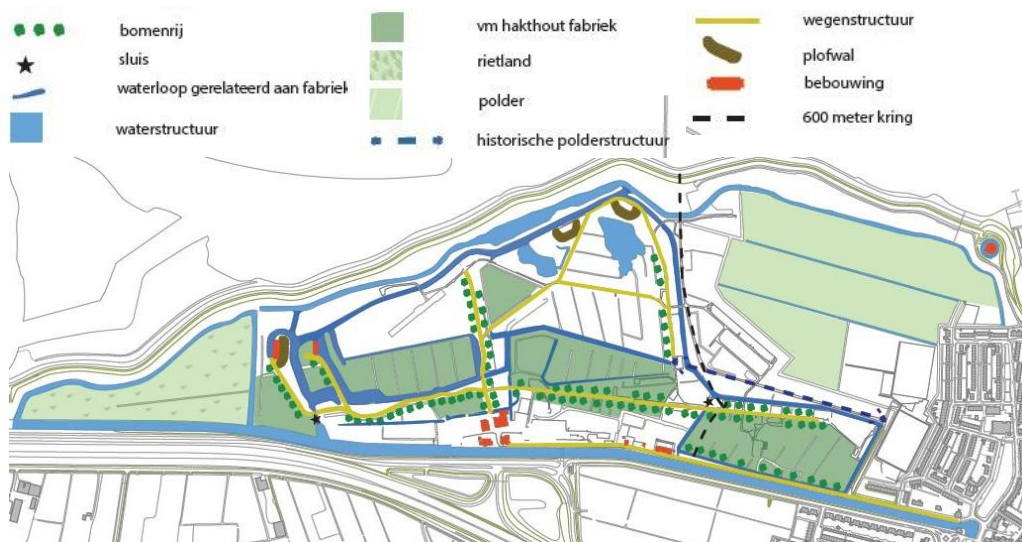 bomenrij
sluis
waterloop gerelateerd aan fabriek
waterstructuur
vm hakthout fabriek
rietland
polder
historische polderstructuur
wegenstructuur
plofwal
bebouwing
600 meter kring